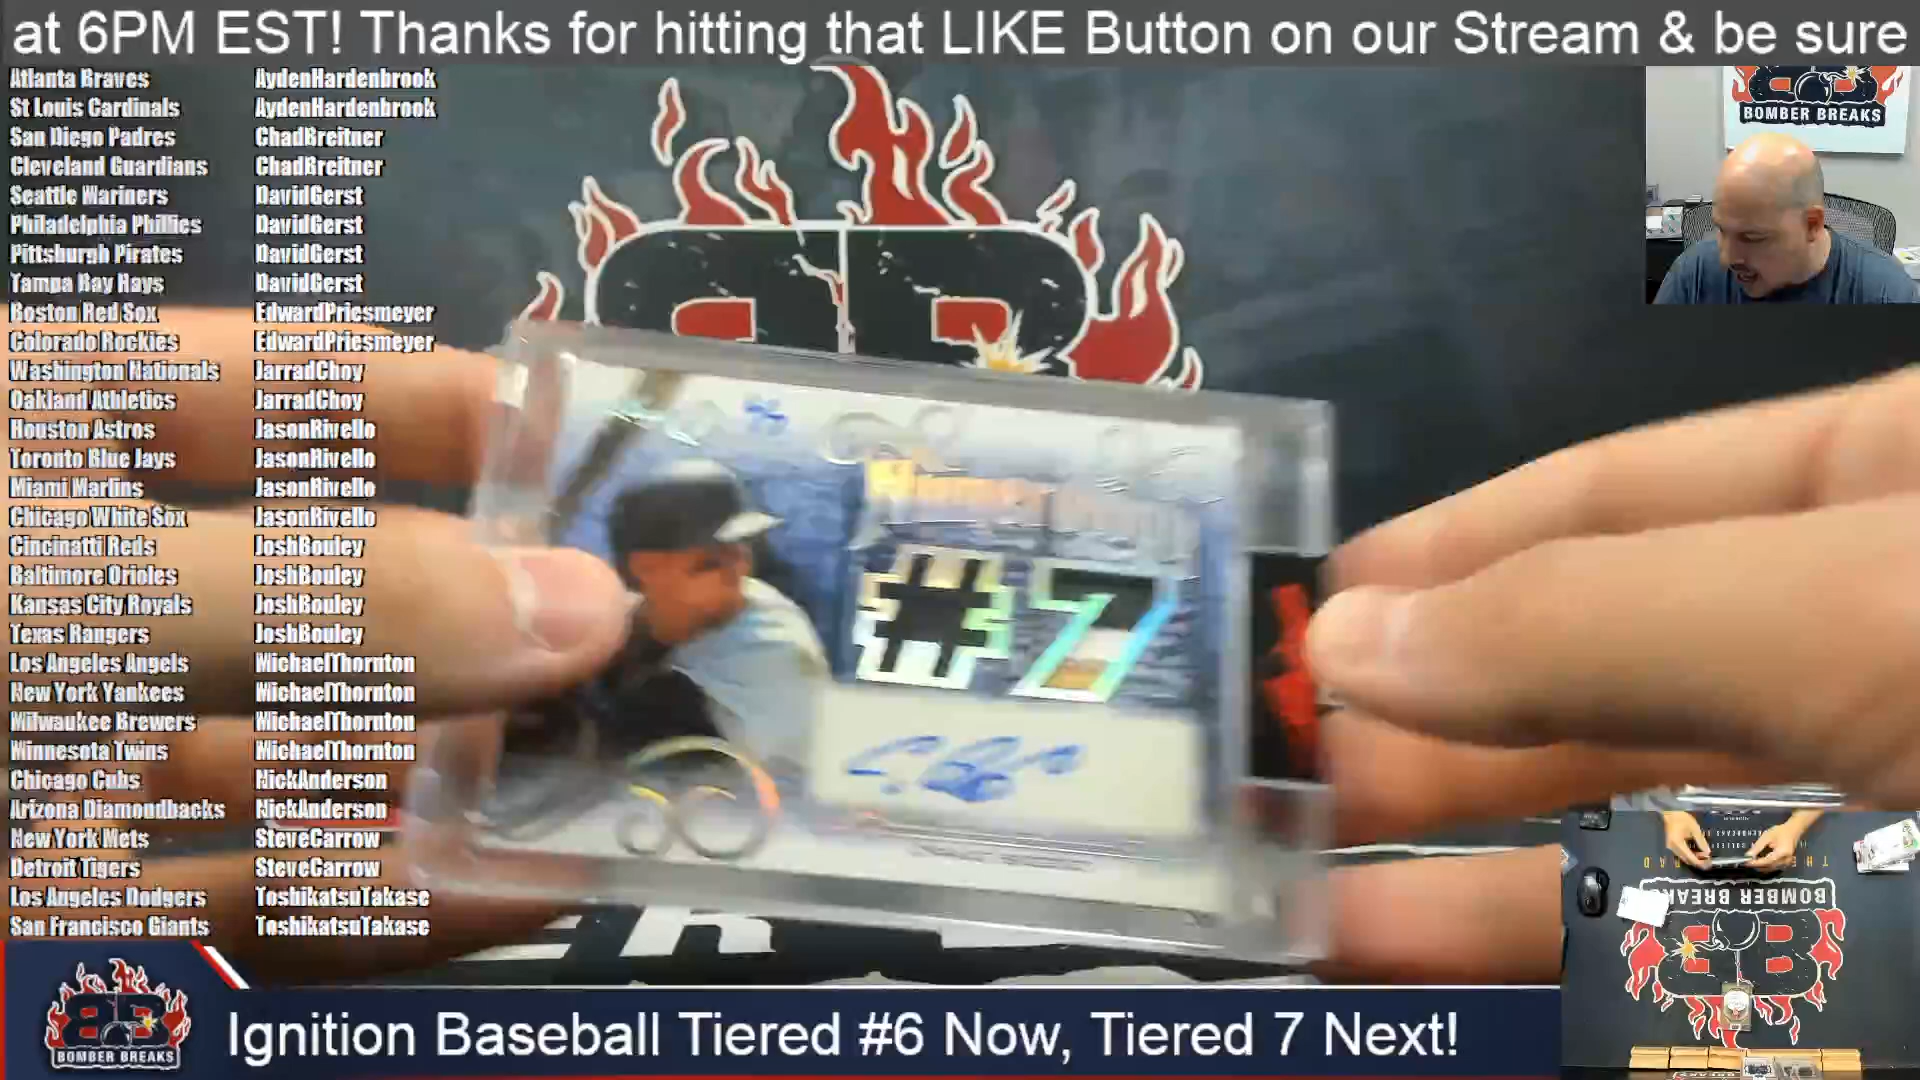 at 6PM EST! Thanks for hitting that LIKE Button on our Stream & be sure
Atlanta Braves AydenHardenbrook
St Louis Cardinals AydenHardenbrook
San Diego Padres ChadBreitner
Cleveland Guardians ChadBreitner
Seattle Mariners DavidGerst
Philadelphia Phillies DavidGerst
Pittsburgh Pirates DavidGerst
Tampa Bay Rays DavidGerst
Boston Red Sox EdwardPriesmeyer
Colorado Rockies EdwardPriesmeyer
Washington Nationals JarradChoy
Oakland Athletics JarradChoy
Houston Astros JasonRivello
Toronto Blue Jays JasonRivello
Miami Marlins JasonRivello
Chicago White Sox JasonRivello
Cincinatti Reds JoshBouley
Baltimore Orioles JoshBouley
Kansas City Royals JoshBouley
Texas Rangers JoshBouley
Los Angeles Angels MichaelThornton
New York Yankees MichaelThornton
Milwaukee Brewers MichaelThornton
Minnesota Twins MichaelThornton
Chicago Cubs NickAnderson
Arizona Diamondbacks NickAnderson
New York Mets SteveCarrow
Detroit Tigers SteveCarrow
Los Angeles Dodgers ToshikatsuTakase
San Francisco Giants ToshikatsuTakase
BOMBER BREAKS
#7
BOMBER BREAKS
BOMBER BREAKS
Ignition Baseball Tiered #6 Now, Tiered 7 Next!